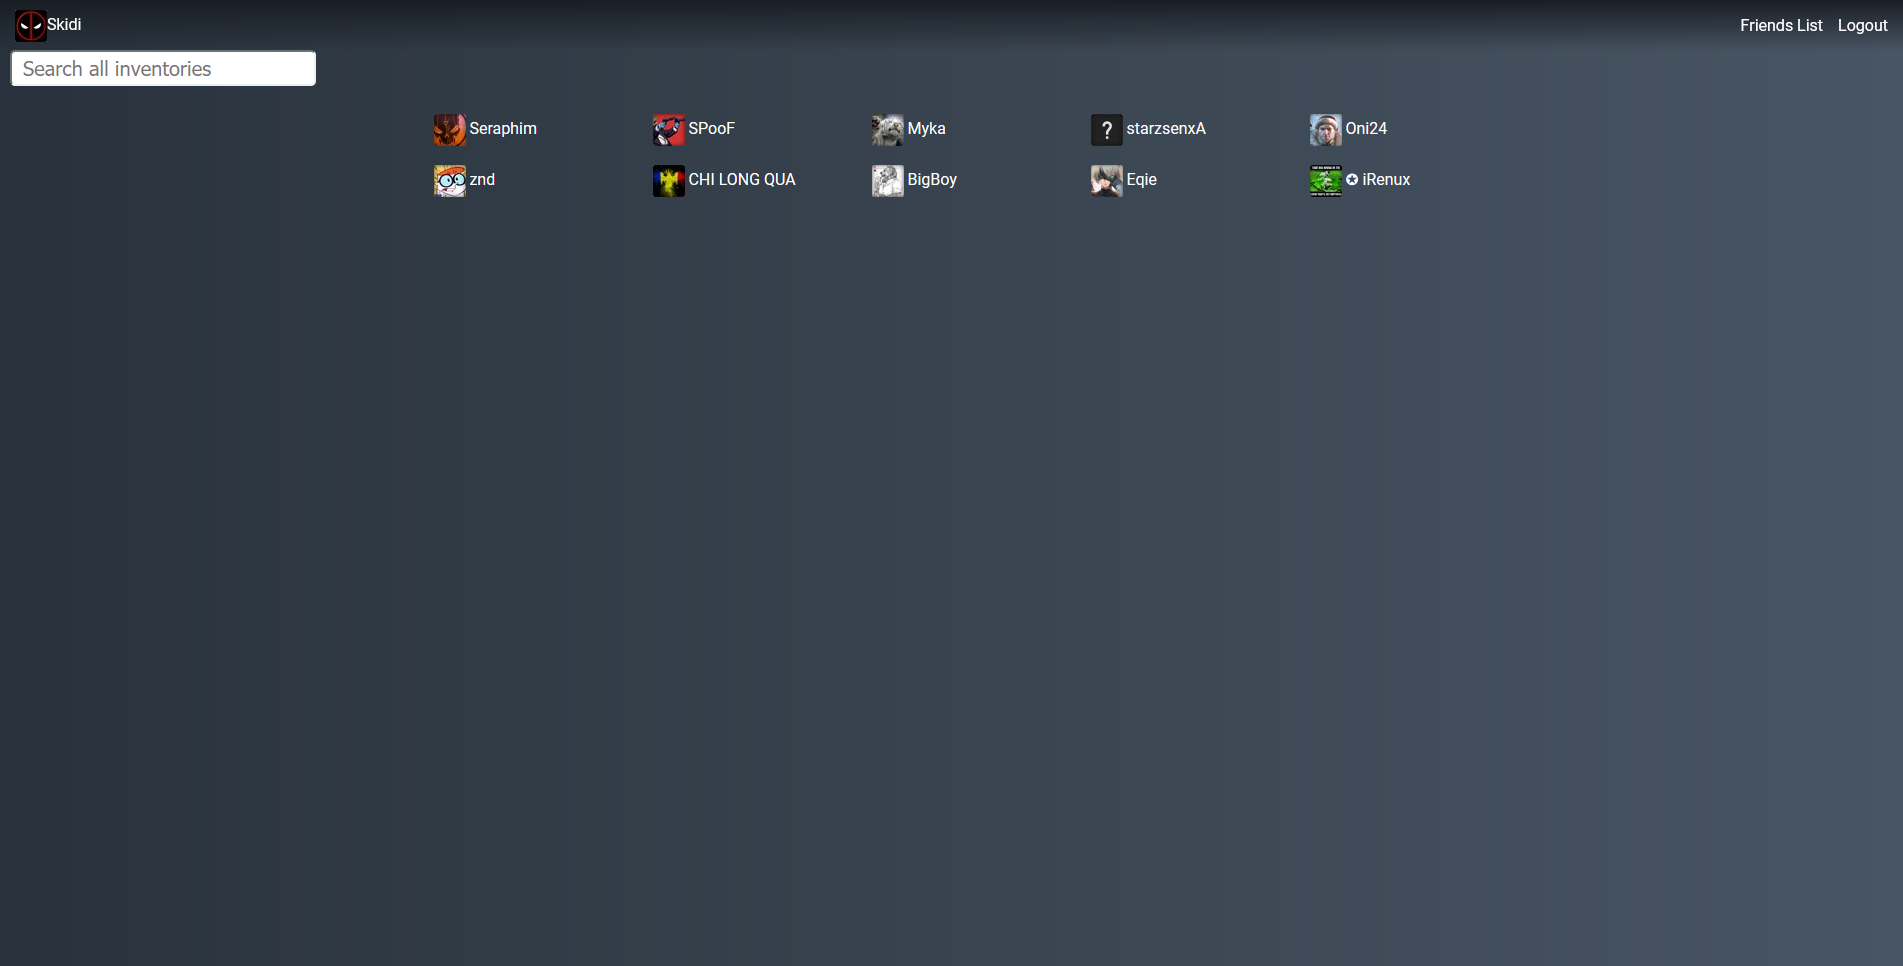 Skidi
Friends List
Logout
Search all inventories
Seraphim
SPooF
Myka
?
starzsenxA
Oni24
znd
CHI LONG QUA
BigBoy
Eqie
✪ iRenux